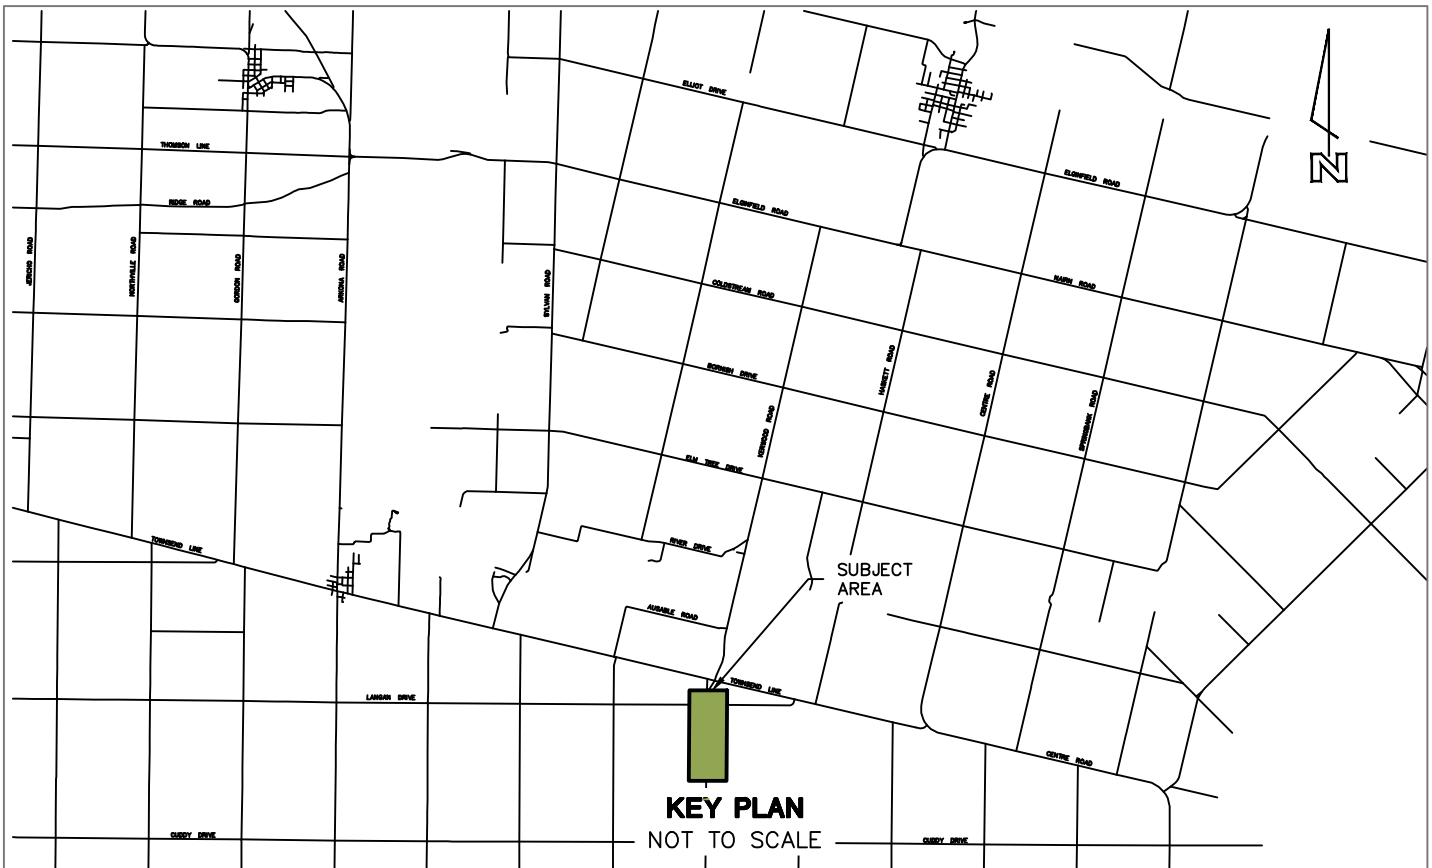 ELLIOT DRIVE
THOMSON LINE
ELGINFIELD ROAD
N
RIDGE ROAD
ELGINFIELD ROAD
JERICHO ROAD
NORTHVILLE ROAD
GORDON ROAD
ARKONA ROAD
SYLVAN ROAD
COLDSTREAM ROAD
NAIRN ROAD
BORNISH DRIVE
HASKETT ROAD
CENTRE ROAD
SPRINGBANK ROAD
KERWOOD ROAD
ELM TREE DRIVE
TOWNSEND LINE
RIVER DRIVE
SUBJECT
AREA
AUSABLE ROAD
TOWNSEND LINE
LANGAN DRIVE
CENTRE ROAD
KEY PLAN
NOT TO SCALE
CUDDY DRIVE
CUDDY DRIVE